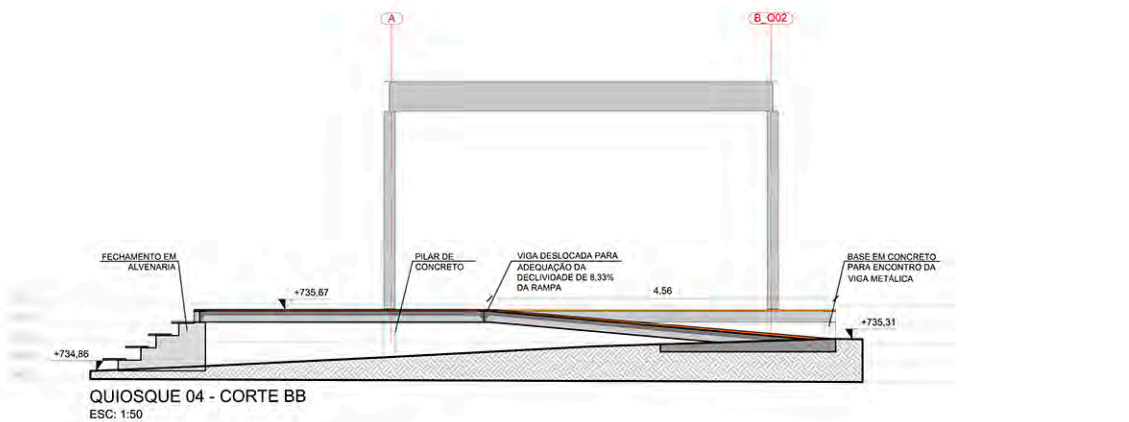 A
B_Q02
FECHAMENTO EM
ALVENARIA
PILAR DE
CONCRETO
VIGA DESLOCADA PARA
ADEQUAÇÃO DA
DECLIVIDADE DE 8,33%
DA RAMPA
BASE EM CONCRETO
PARA ENCONTRO DA
VIGA METÁLICA
+735,67
4.56
+735,31
+734,86
QUIOSQUE 04 - CORTE BB
ESC: 1:50